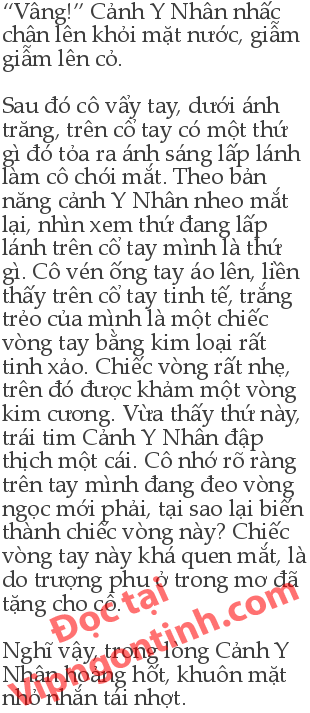 “Vâng!” Cảnh Y Nhân nhấc
chân lên khỏi mặt nước, giẫm
giẫm lên cỏ.
Sau đó cô vẩy tay, dưới ánh
trăng, trên cổ tay có một thứ
gì đó tỏa ra ánh sáng lấp lánh
làm cô chói mắt. Theo bản
năng cảnh Y Nhân nheo mắt
lại, nhìn xem thứ đang lấp
lánh trên cổ tay mình là thứ
gì. Cô vén ống tay áo lên, liền
thấy trên cổ tay tinh tế, trắng
trẻo của mình là một chiếc
vòng tay bằng kim loại rất
tinh xảo. Chiếc vòng rất nhẹ,
trên đó được khảm một vòng
kim cương. Vừa thấy thứ này,
trái tim Cảnh Y Nhân đập
thịch một cái. Cô nhớ rõ ràng
trên tay mình đang đeo vòng
ngọc mới phải, tại sao lại biến
thành chiếc vòng này? Chiếc
vòng tay này khá quen mắt, là
do trượng phu ở trong mơ đã
tặng cho cô.
Nghĩ vậy, trong lòng Cảnh Y
Nhân hoảng hốt, khuôn mặt
nhỏ nhắn tái nhợt.
Đọc tại
Vipngontinh.com